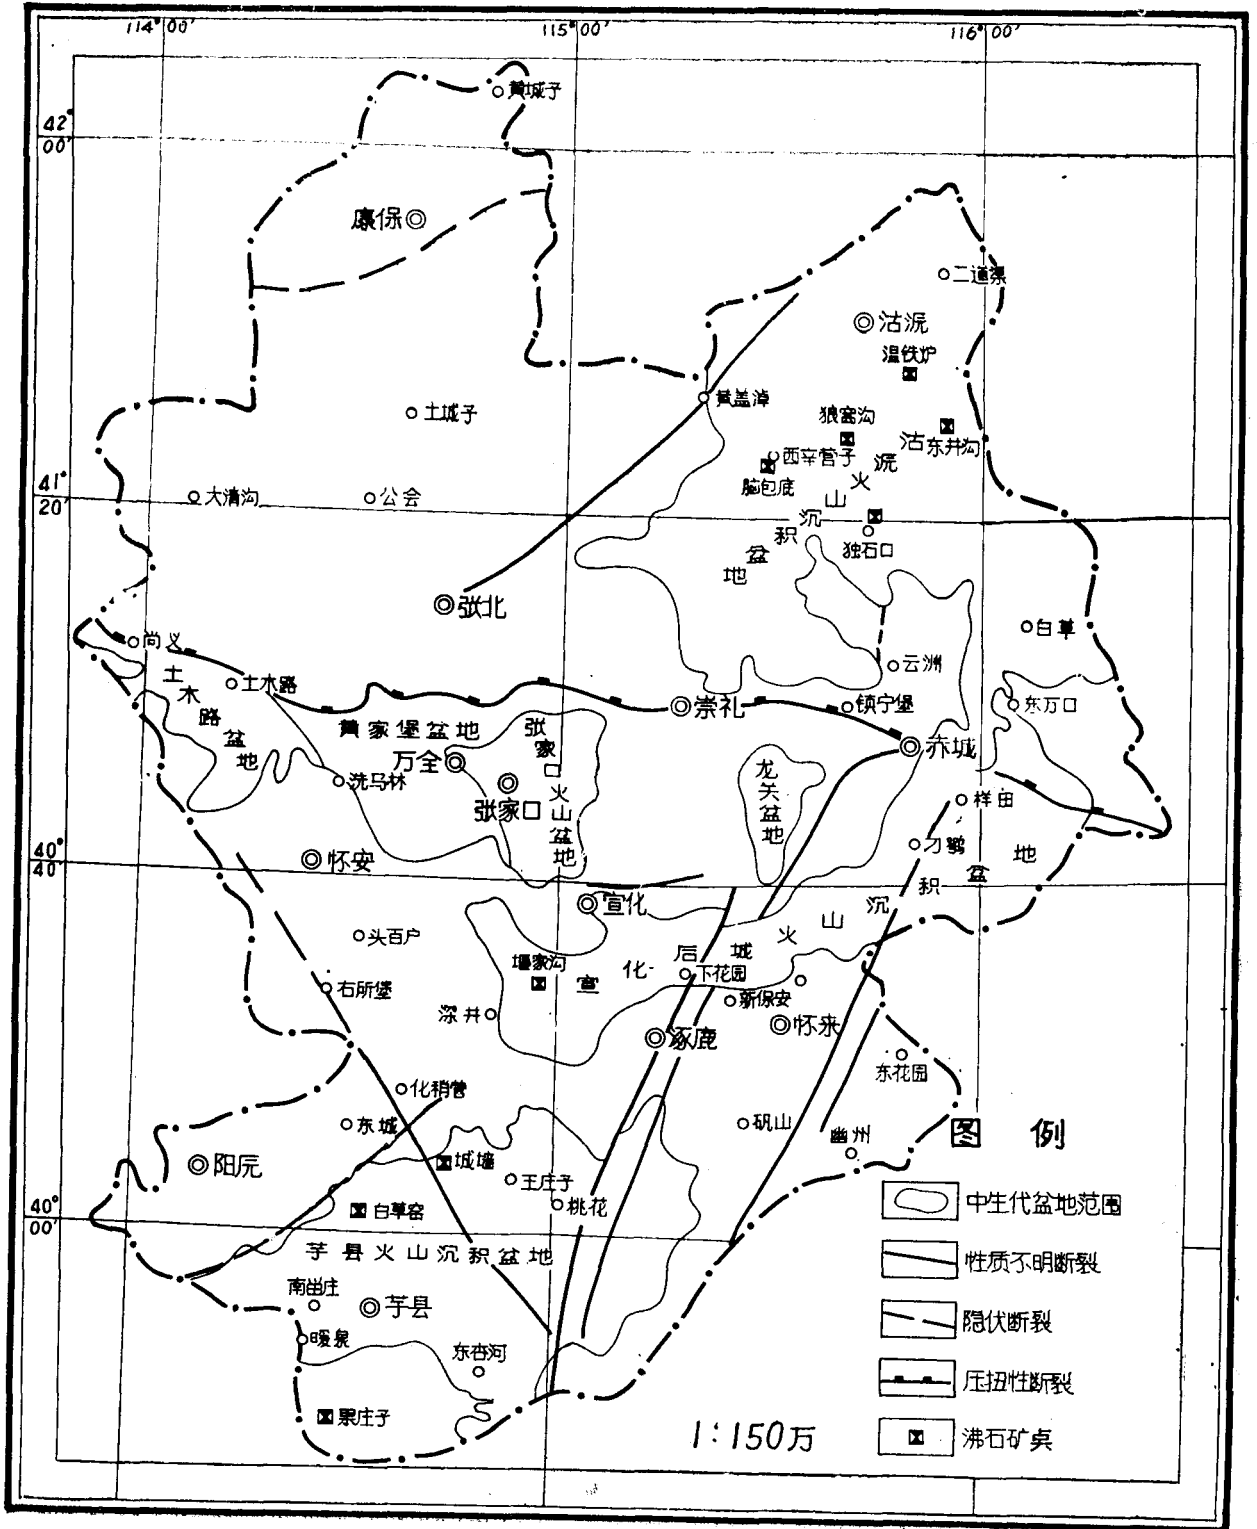 114°00′
115°00′
116°00′
黄城子
42°00′
康保
二道渠
沽源
温铁炉
黄盖淖
土城子
狼窝沟
东井沟
西辛营子
脑包底
41°20′
大清沟
公会
沽源火山沉积盆地
独石口
张北
白草
尚义
云洲
土木路
土木路盆地
崇礼
镇宁堡
东万口
黄家堡盆地
张家口火山盆地
赤城
万全
龙关盆地
洗马林
张家口
样田
刁鹗
40°40′
怀安
宣化
头百户
堰家沟
宣化-后城火山沉积盆地
下花园
右所堡
新保安
深井
怀来
涿鹿
东花园
化稍营
东城
矾山
幽州
图 例
城墙
阳原
王庄子
桃花
中生代盆地范围
白草窑
40°00′
芋县火山沉积盆地
性质不明断裂
芋县
隐伏断裂
暖泉
东杏河
压扭性断裂
1:150万
沸石矿点